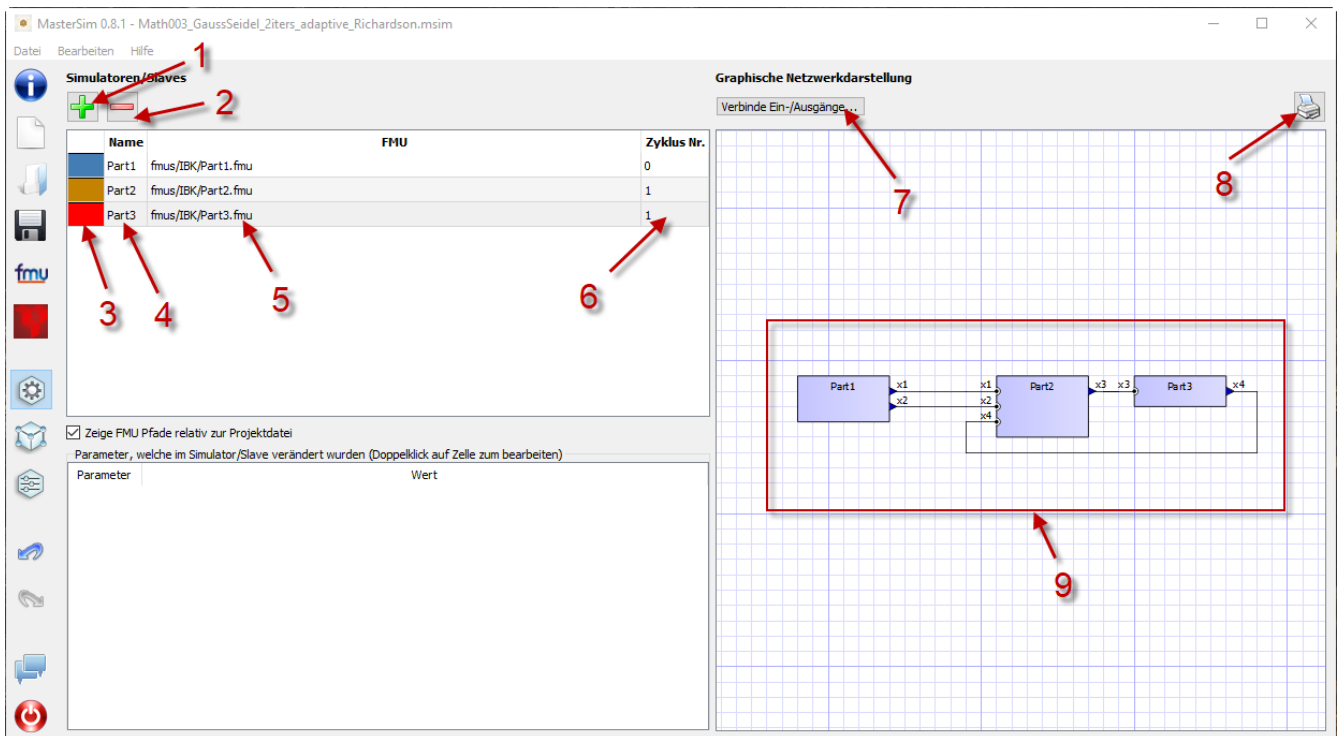 MasterSim 0.8.1 - Math003_GaussSeidel_2iters_adaptive_Richardson.msim
Datei Bearbeiten Hilfe
1
Simulatoren/Slaves
2
Name FMU Zyklus Nr.
Part1 fmus/IBK/Part1.fmu 0
Part2 fmus/IBK/Part2.fmu 1
Part3 fmus/IBK/Part3.fmu 1
fmu
3 4 5 6
Zeige FMU Pfade relativ zur Projektdatei
Parameter, welche im Simulator/Slave verändert wurden (Doppelklick auf Zelle zum bearbeiten)
Parameter Wert
Graphische Netzwerkdarstellung
Verbinde Ein-/Ausgänge...
7 8
Part1 x1 x1 Part2 x3 x3 Part3 x4
x2 x2
x4
9